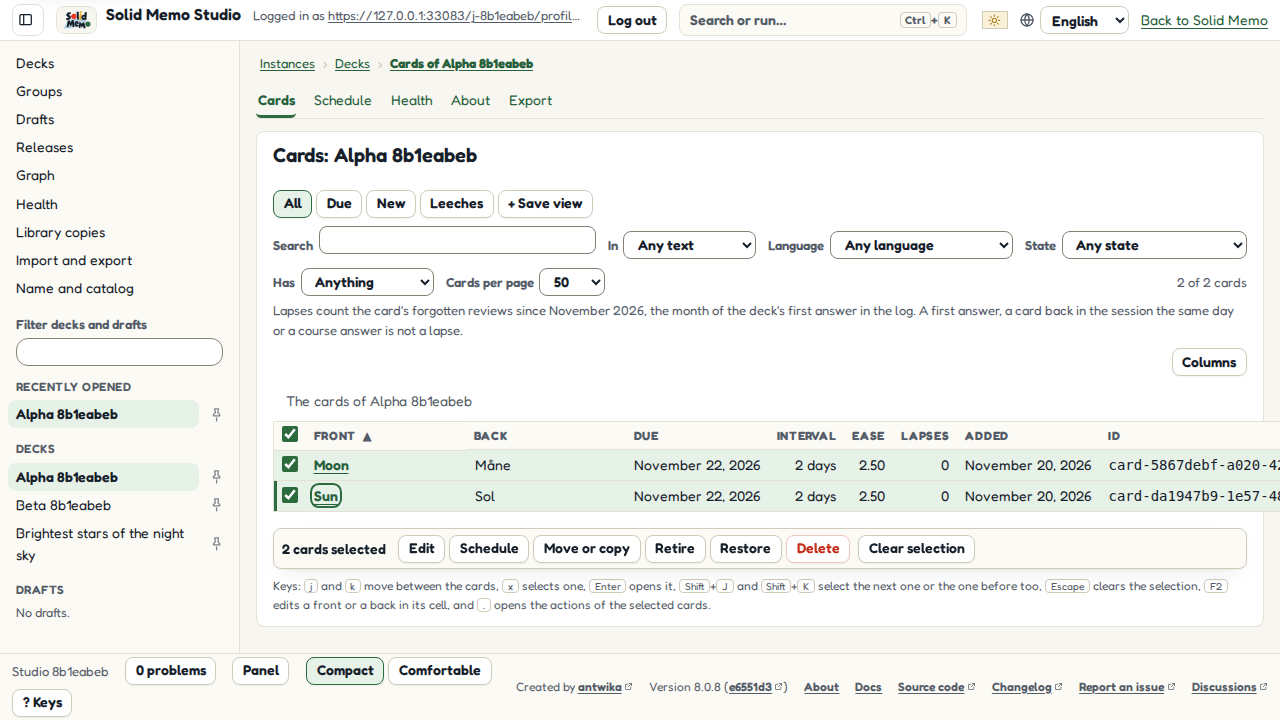 Solid Memo Studio
Logged in as https://127.0.0.1:33083/j-8b1eabeb/profil…
Log out
Search or run... Ctrl+K
English
Back to Solid Memo
Decks
Groups
Drafts
Releases
Graph
Health
Library copies
Import and export
Name and catalog
Filter decks and drafts
RECENTLY OPENED
Alpha 8b1eabeb
DECKS
Alpha 8b1eabeb
Beta 8b1eabeb
Brightest stars of the night
sky
DRAFTS
No drafts.
Instances › Decks › Cards of Alpha 8b1eabeb
Cards Schedule Health About Export
Cards: Alpha 8b1eabeb
All Due New Leeches + Save view
Search In Any text Language Any language State Any state
Has Anything Cards per page 50 2 of 2 cards
Lapses count the card's forgotten reviews since November 2026, the month of the deck's first answer in the log. A first answer, a card back in the session the same day
or a course answer is not a lapse.
Columns
The cards of Alpha 8b1eabeb
FRONT ▲ BACK DUE INTERVAL EASE LAPSES ADDED ID
Moon Måne November 22, 2026 2 days 2.50 0 November 20, 2026 card-5867debf-a020-42
Sun Sol November 22, 2026 2 days 2.50 0 November 20, 2026 card-da1947b9-1e57-48
2 cards selected Edit Schedule Move or copy Retire Restore Delete Clear selection
Keys: j and k move between the cards, x selects one, Enter opens it, Shift+J and Shift+K select the next one or the one before too, Escape clears the selection, F2
edits a front or a back in its cell, and . opens the actions of the selected cards.
Studio 8b1eabeb 0 problems Panel Compact Comfortable
? Keys
Created by antwika Version 8.0.8 (e6551d3) About Docs Source code Changelog Report an issue Discussions